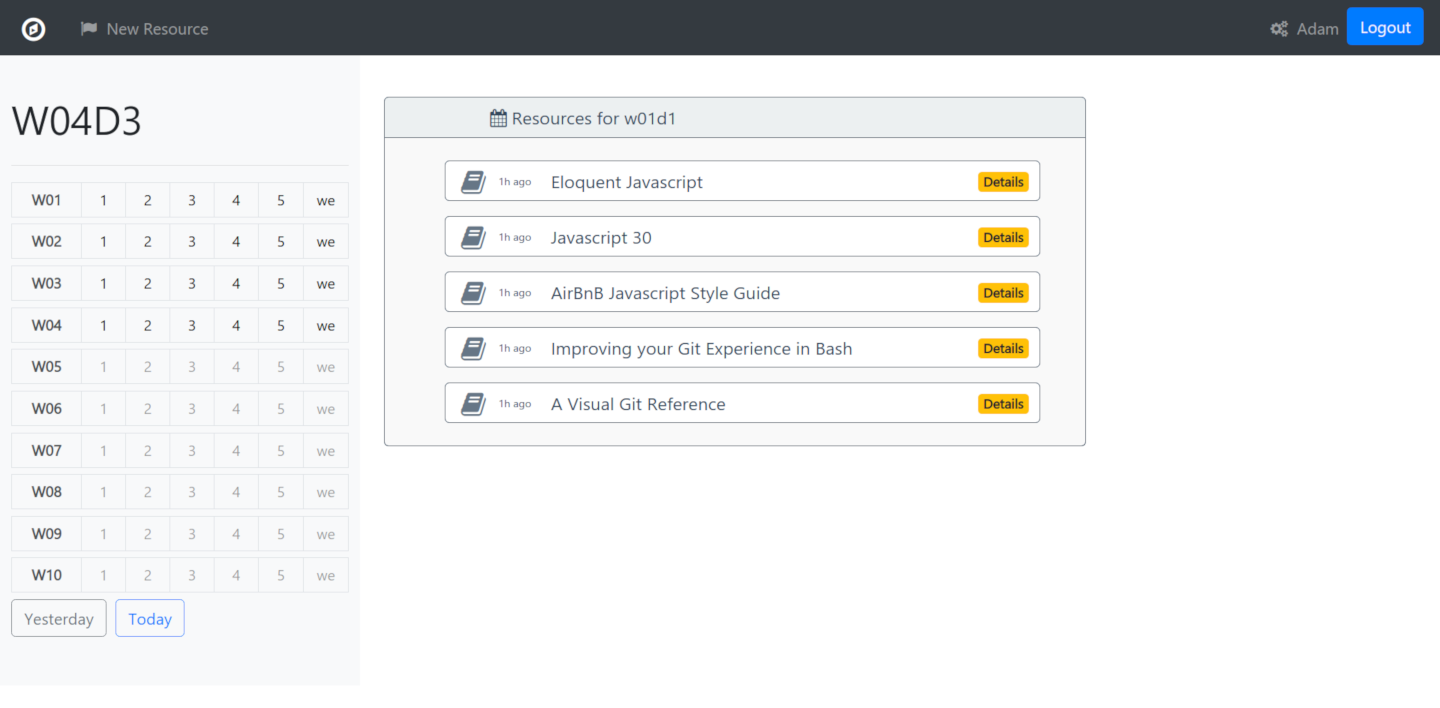 New Resource Adam Logout
W04D3
W01 1 2 3 4 5 we
W02 1 2 3 4 5 we
W03 1 2 3 4 5 we
W04 1 2 3 4 5 we
W05 1 2 3 4 5 we
W06 1 2 3 4 5 we
W07 1 2 3 4 5 we
W08 1 2 3 4 5 we
W09 1 2 3 4 5 we
W10 1 2 3 4 5 we
Yesterday Today
Resources for w01d1
1h ago Eloquent Javascript Details
1h ago Javascript 30 Details
1h ago AirBnB Javascript Style Guide Details
1h ago Improving your Git Experience in Bash Details
1h ago A Visual Git Reference Details